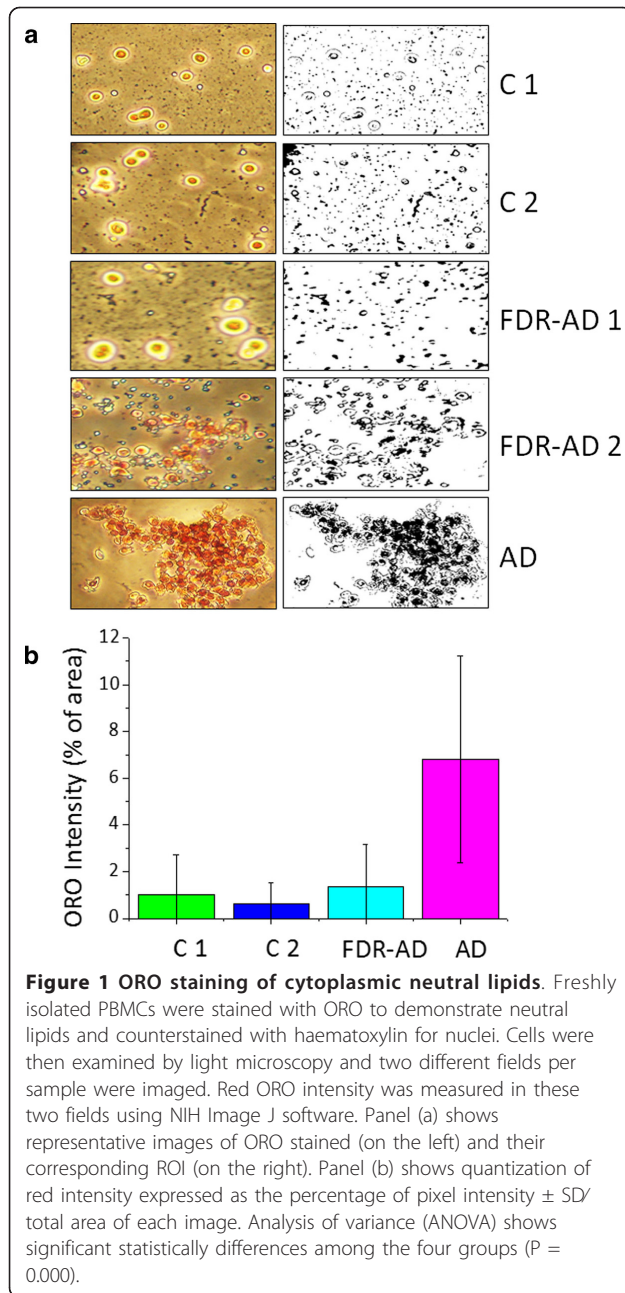 a
C 1
C 2
FDR-AD 1
FDR-AD 2
AD
b
12
10
8
6
4
2
0
ORO Intensity (% of area)
C 1
C 2
FDR-AD
AD
Figure 1 ORO staining of cytoplasmic neutral lipids. Freshly
isolated PBMCs were stained with ORO to demonstrate neutral
lipids and counterstained with haematoxylin for nuclei. Cells were
then examined by light microscopy and two different fields per
sample were imaged. Red ORO intensity was measured in these
two fields using NIH Image J software. Panel (a) shows
representative images of ORO stained (on the left) and their
corresponding ROI (on the right). Panel (b) shows quantization of
red intensity expressed as the percentage of pixel intensity ± SD/
total area of each image. Analysis of variance (ANOVA) shows
significant statistically differences among the four groups (P =
0.000).